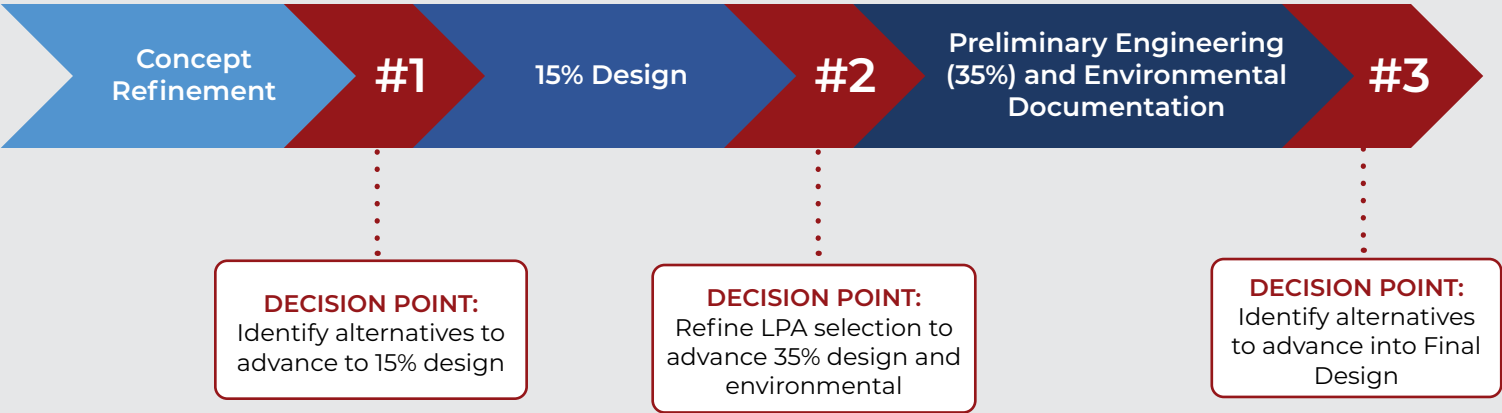 Concept
Refinement
#1
15% Design
#2
Preliminary Engineering
(35%) and Environmental
Documentation
#3
DECISION POINT:
Identify alternatives to
advance to 15% design
DECISION POINT:
Refine LPA selection to
advance 35% design and
environmental
DECISION POINT:
Identify alternatives
to advance into Final
Design